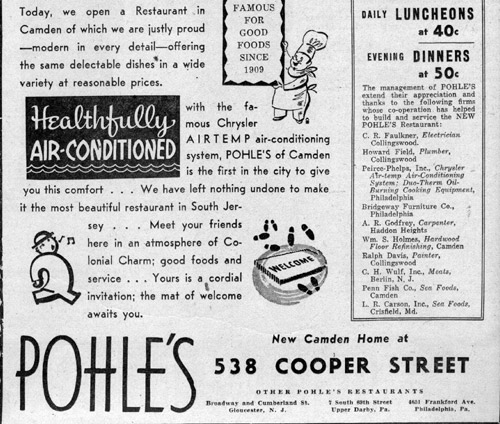 Today, we open a Restaurant in
Camden of which we are justly proud
—modern in every detail—offering
the same delectable dishes in a wide
variety at reasonable prices.
FAMOUS
FOR
GOOD
FOODS
SINCE
1909
Healthfully
AIR-CONDITIONED
with the fa-
mous Chrysler
AIRTEMP air-conditioning
system, POHLE'S of Camden
is the first in the city to give
you this comfort . . . We have left nothing undone to make
it the most beautiful restaurant in South Jer-
sey . . . Meet your friends
here in an atmosphere of Co-
lonial Charm; good foods and
service . . . Yours is a cordial
invitation; the mat of welcome
awaits you.
WELCOME
DAILY LUNCHEONS
at 40c
EVENING DINNERS
at 50c
The management of POHLE'S
extend their appreciation and
thanks to the following firms
whose co-operation has helped
to build and service the NEW
POHLE'S Restaurant:
C. R. Faulkner, Electrician
Collingswood.
Howard Field, Plumber,
Collingswood
Peirce-Phelps, Inc., Chrysler
Air-temp Air-Conditioning
System: Duo-Therm Oil-
Burning Cooking Equipment,
Philadelphia
Bridgeway Furniture Co.,
Philadelphia
A. R. Godfrey, Carpenter,
Haddon Heights
Wm. S. Holmes, Hardwood
Floor Refinishing, Camden
Ralph Davis, Painter,
Collingswood
C. H. Wulf, Inc., Meats,
Berlin, N. J.
Penn Fish Co., Sea Foods,
Camden
L. R. Carson, Inc., Sea Foods,
Crisfield, Md.
POHLE'S
New Camden Home at
538 COOPER STREET
OTHER POHLE'S RESTAURANTS
Broadway and Cumberland St.
Gloucester, N. J.
7 South 69th Street
Upper Darby, Pa.
4651 Frankford Ave.
Philadelphia, Pa.